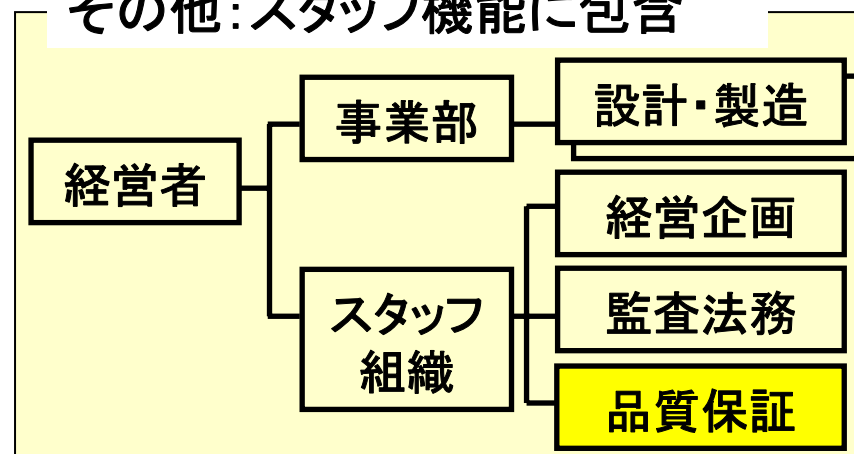 その他：スタッフ機能に包含
経営者
事業部
設計・製造
スタッフ
組織
経営企画
監査法務
品質保証